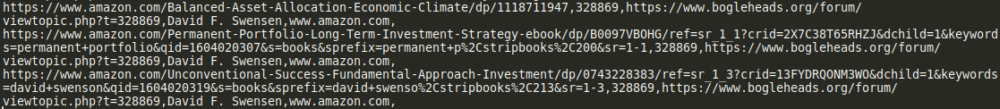 https://www.amazon.com/Balanced-Asset-Allocation-Economic-Climate/dp/1118711947,328869,https://www.bogleheads.org/forum/
viewtopic.php?t=328869,David F. Swensen,www.amazon.com,
https://www.amazon.com/Permanent-Portfolio-Long-Term-Investment-Strategy-ebook/dp/B0097VBOHG/ref=sr_1_1?crid=2X7C38T65RHZJ&dchild=1&keyword
s=permanent+portfolio&qid=1604020307&s=books&sprefix=permanent+p%2Cstripbooks%2C200&sr=1-1,328869,https://www.bogleheads.org/forum/
viewtopic.php?t=328869,David F. Swensen,www.amazon.com,
https://www.amazon.com/Unconventional-Success-Fundamental-Approach-Investment/dp/0743228383/ref=sr_1_3?crid=13FYDRQONM3WO&dchild=1&keywords
=david+swenson&qid=1604020319&s=books&sprefix=david+swenso%2Cstripbooks%2C213&sr=1-3,328869,https://www.bogleheads.org/forum/
viewtopic.php?t=328869,David F. Swensen,www.amazon.com,